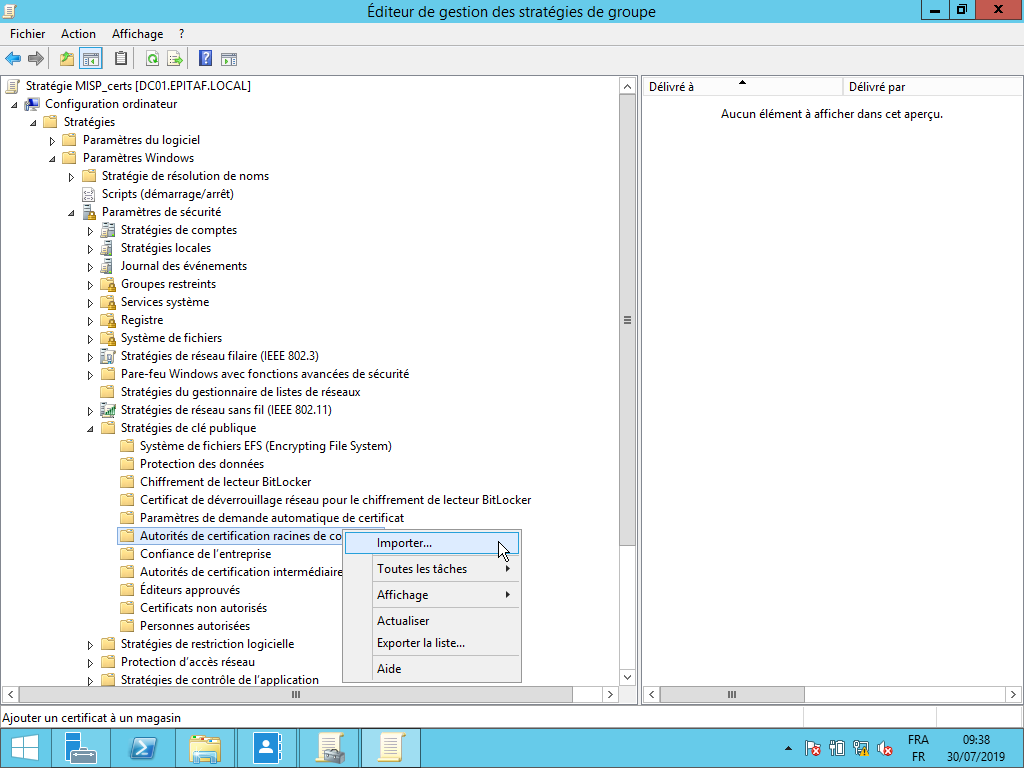 Éditeur de gestion des stratégies de groupe
Fichier Action Affichage ?
Stratégie MISP_certs [DC01.EPITAF.LOCAL]
Configuration ordinateur
Stratégies
Paramètres du logiciel
Paramètres Windows
Stratégie de résolution de noms
Scripts (démarrage/arrêt)
Paramètres de sécurité
Stratégies de comptes
Stratégies locales
Journal des événements
Groupes restreints
Services système
Registre
Système de fichiers
Stratégies de réseau filaire (IEEE 802.3)
Pare-feu Windows avec fonctions avancées de sécurité
Stratégies du gestionnaire de listes de réseaux
Stratégies de réseau sans fil (IEEE 802.11)
Stratégies de clé publique
Système de fichiers EFS (Encrypting File System)
Protection des données
Chiffrement de lecteur BitLocker
Certificat de déverrouillage réseau pour le chiffrement de lecteur BitLocker
Paramètres de demande automatique de certificat
Autorités de certification racines de co
Confiance de l'entreprise
Autorités de certification intermédiaire
Éditeurs approuvés
Certificats non autorisés
Personnes autorisées
Stratégies de restriction logicielle
Protection d'accès réseau
Stratégies de contrôle de l'application
Importer...
Toutes les tâches
Affichage
Actualiser
Exporter la liste...
Aide
Délivré à Délivré par
Aucun élément à afficher dans cet aperçu.
Ajouter un certificat à un magasin
FRA
FR
09:38
30/07/2019